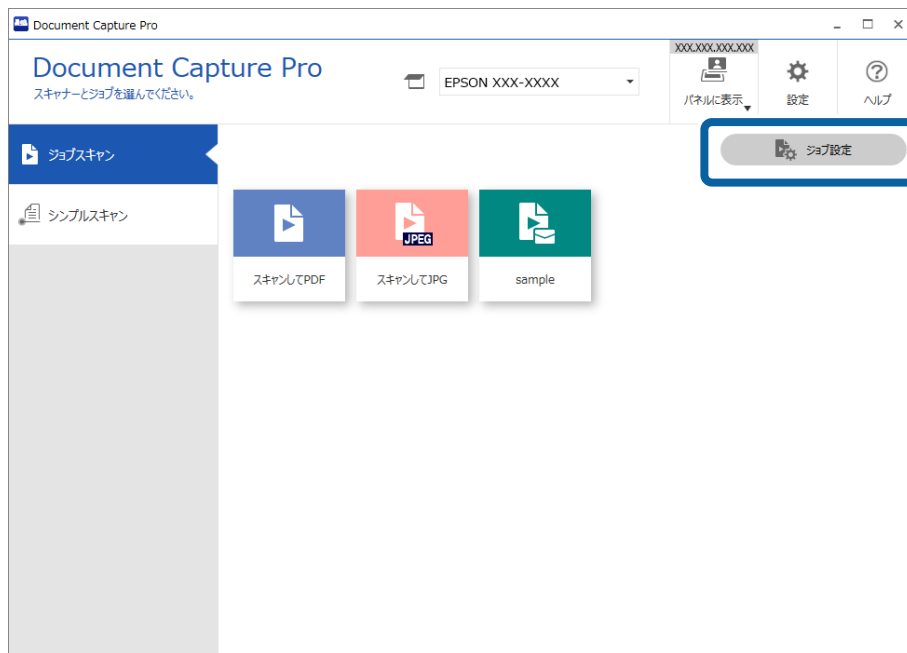 Document Capture Pro
Document Capture Pro
スキャナーとジョブを選んでください。
EPSON XXX-XXXX
XXX.XXX.XXX.XXX
パネルに表示
設定
ヘルプ
ジョブスキャン
ジョブ設定
シンプルスキャン
JPEG
スキャンしてPDF
スキャンしてJPG
sample